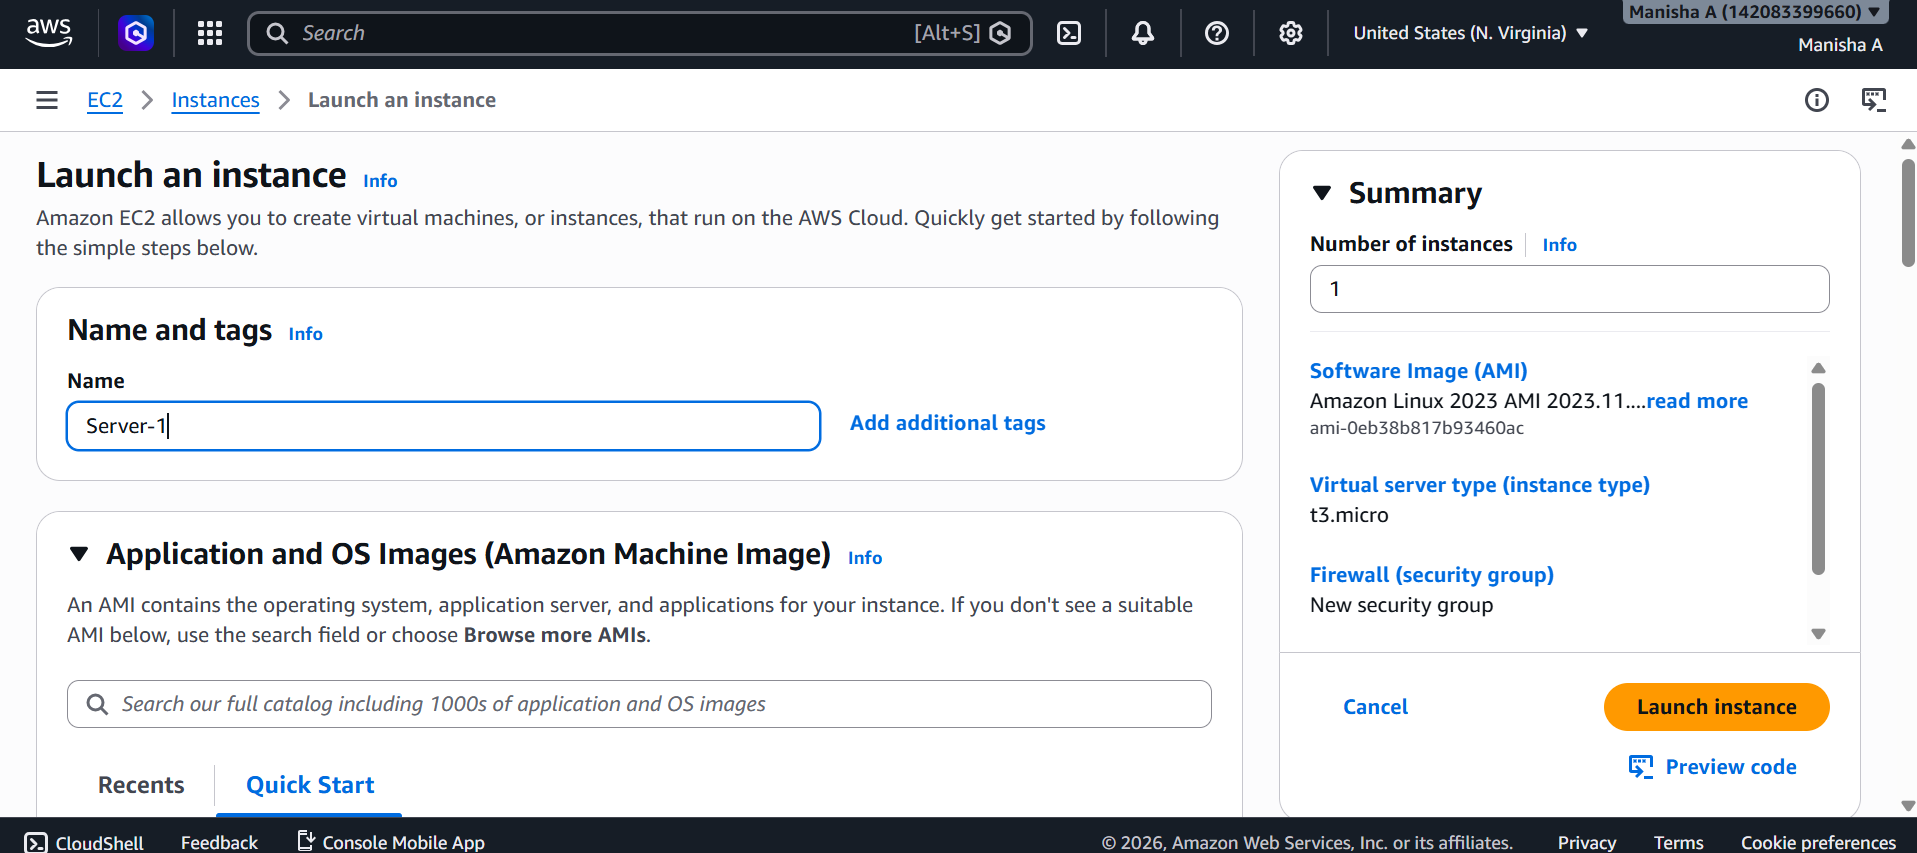 aws
Search
[Alt+S]
United States (N. Virginia)
Manisha A (142083399660)
Manisha A
EC2
Instances
Launch an instance
Launch an instance Info
Amazon EC2 allows you to create virtual machines, or instances, that run on the AWS Cloud. Quickly get started by following
the simple steps below.
Name and tags Info
Name
Server-1
Add additional tags
Application and OS Images (Amazon Machine Image) Info
An AMI contains the operating system, application server, and applications for your instance. If you don't see a suitable
AMI below, use the search field or choose Browse more AMIs.
Search our full catalog including 1000s of application and OS images
Recents
Quick Start
Summary
Number of instances Info
1
Software Image (AMI)
Amazon Linux 2023 AMI 2023.11....read more
ami-0eb38b817b93460ac
Virtual server type (instance type)
t3.micro
Firewall (security group)
New security group
Cancel
Launch instance
Preview code
CloudShell
Feedback
Console Mobile App
© 2026, Amazon Web Services, Inc. or its affiliates.
Privacy
Terms
Cookie preferences